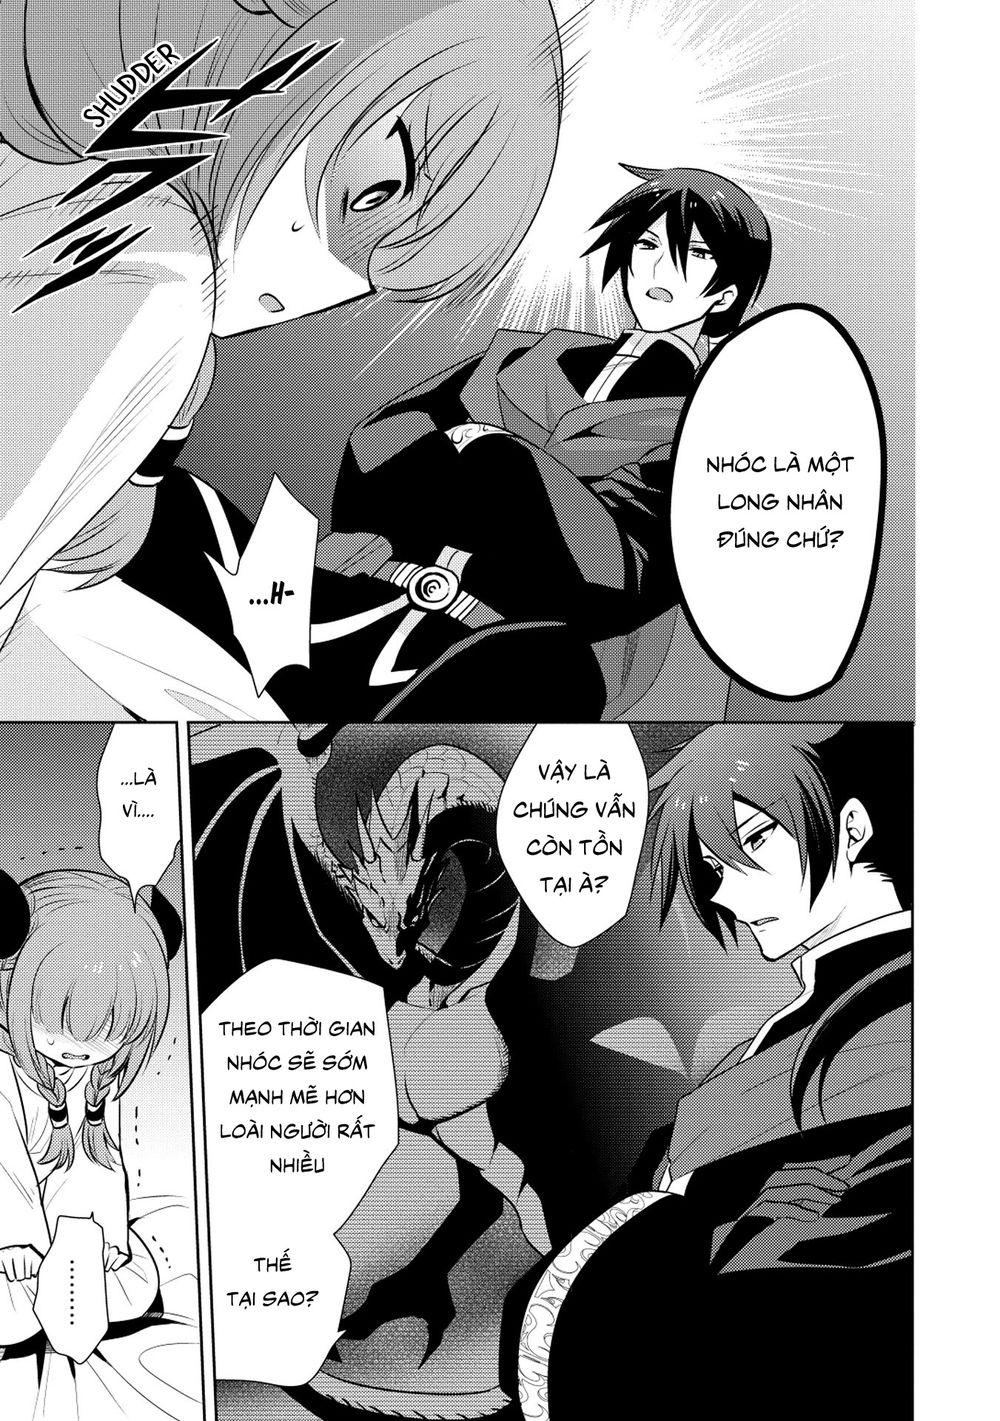 NHÓC LÀ MỘT
LONG NHÂN
ĐÚNG CHỨ?
SHUDDER
...H-
VẬY LÀ
CHÚNG VẪN
CÒN TỒN
TẠI À?
THEO THỜI GIAN
NHÓC SẼ SỚM
MẠNH MẼ HƠN
LOÀI NGƯỜI RẤT
NHIỀU
THẾ
TẠI SAO?
...LÀ
VÌ....
........